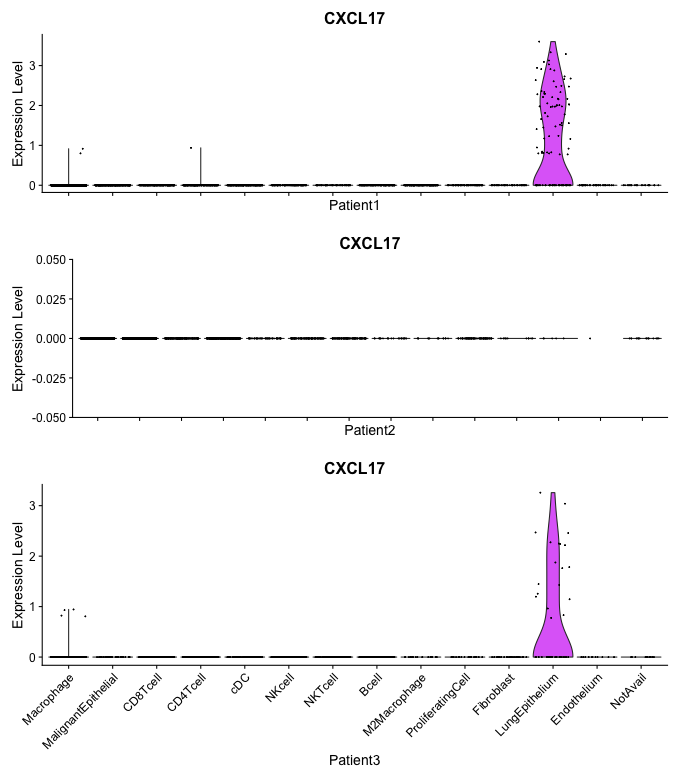 CXCL17
Expression Level
3
2
1
0
Patient1
CXCL17
Expression Level
0.050
0.025
0.000
-0.025
-0.050
Patient2
CXCL17
Expression Level
3
2
1
0
Macrophage
MalignantEpithelial
CD8Tcell
CD4Tcell
cDC
NKcell
NKTcell
Bcell
M2Macrophage
ProliferatingCell
Fibroblast
LungEpithelium
Endothelium
NotAvail
Patient3